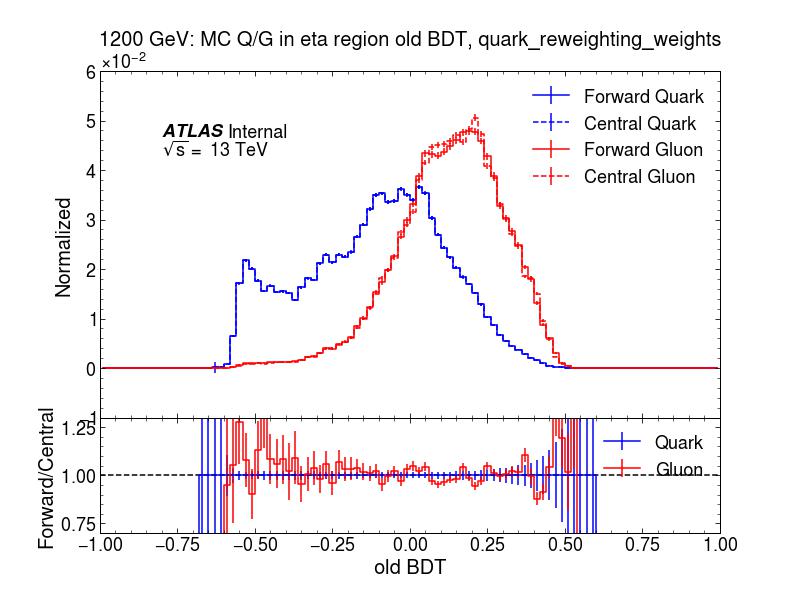 1200 GeV: MC Q/G in eta region old BDT, quark_reweighting_weights
×10⁻²
6
5
4
3
2
1
0
−1
Normalized
ATLAS Internal
√s = 13 TeV
Forward Quark
Central Quark
Forward Gluon
Central Gluon
1.25
1.00
0.75
Forward/Central
Quark
Gluon
−1.00 −0.75 −0.50 −0.25 0.00 0.25 0.50 0.75 1.00
old BDT